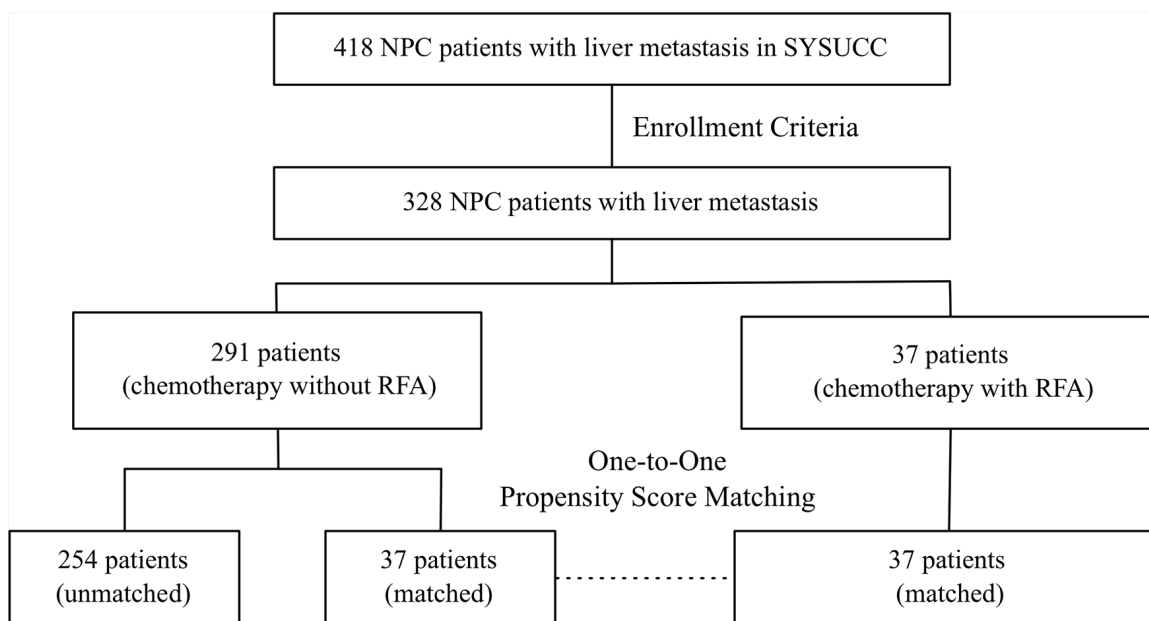 418 NPC patients with liver metastasis in SYSUCC
Enrollment Criteria
328 NPC patients with liver metastasis
291 patients
(chemotherapy without RFA)
37 patients
(chemotherapy with RFA)
One-to-One
Propensity Score Matching
254 patients
(unmatched)
37 patients
(matched)
37 patients
(matched)